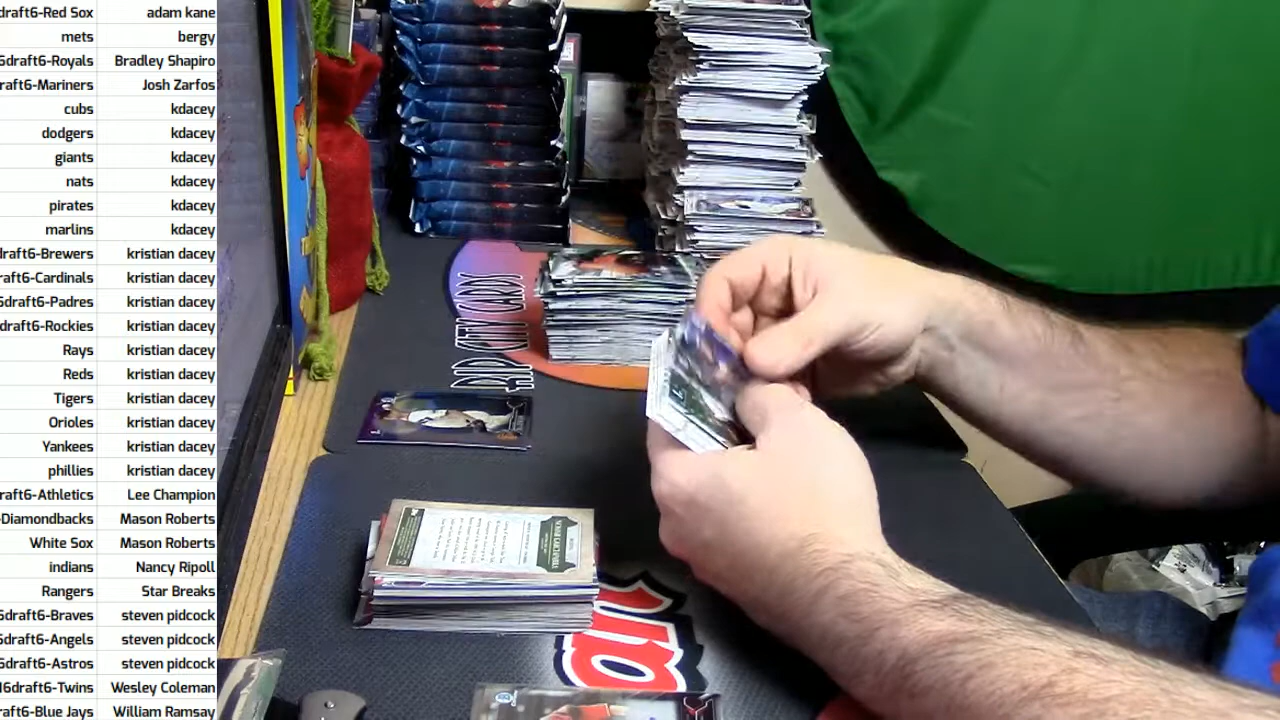 draft6-Red Sox adam kane
mets bergy
6draft6-Royals Bradley Shapiro
raft6-Mariners Josh Zarfos
cubs kdacey
dodgers kdacey
giants kdacey
nats kdacey
pirates kdacey
marlins kdacey
draft6-Brewers kristian dacey
raft6-Cardinals kristian dacey
6draft6-Padres kristian dacey
draft6-Rockies kristian dacey
Rays kristian dacey
Reds kristian dacey
Tigers kristian dacey
Orioles kristian dacey
Yankees kristian dacey
phillies kristian dacey
raft6-Athletics Lee Champion
-Diamondbacks Mason Roberts
White Sox Mason Roberts
indians Nancy Ripoll
Rangers Star Breaks
6draft6-Braves steven pidcock
6draft6-Angels steven pidcock
6draft6-Astros steven pidcock
16draft6-Twins Wesley Coleman
raft6-Blue Jays William Ramsay
RIP CITY CARDS